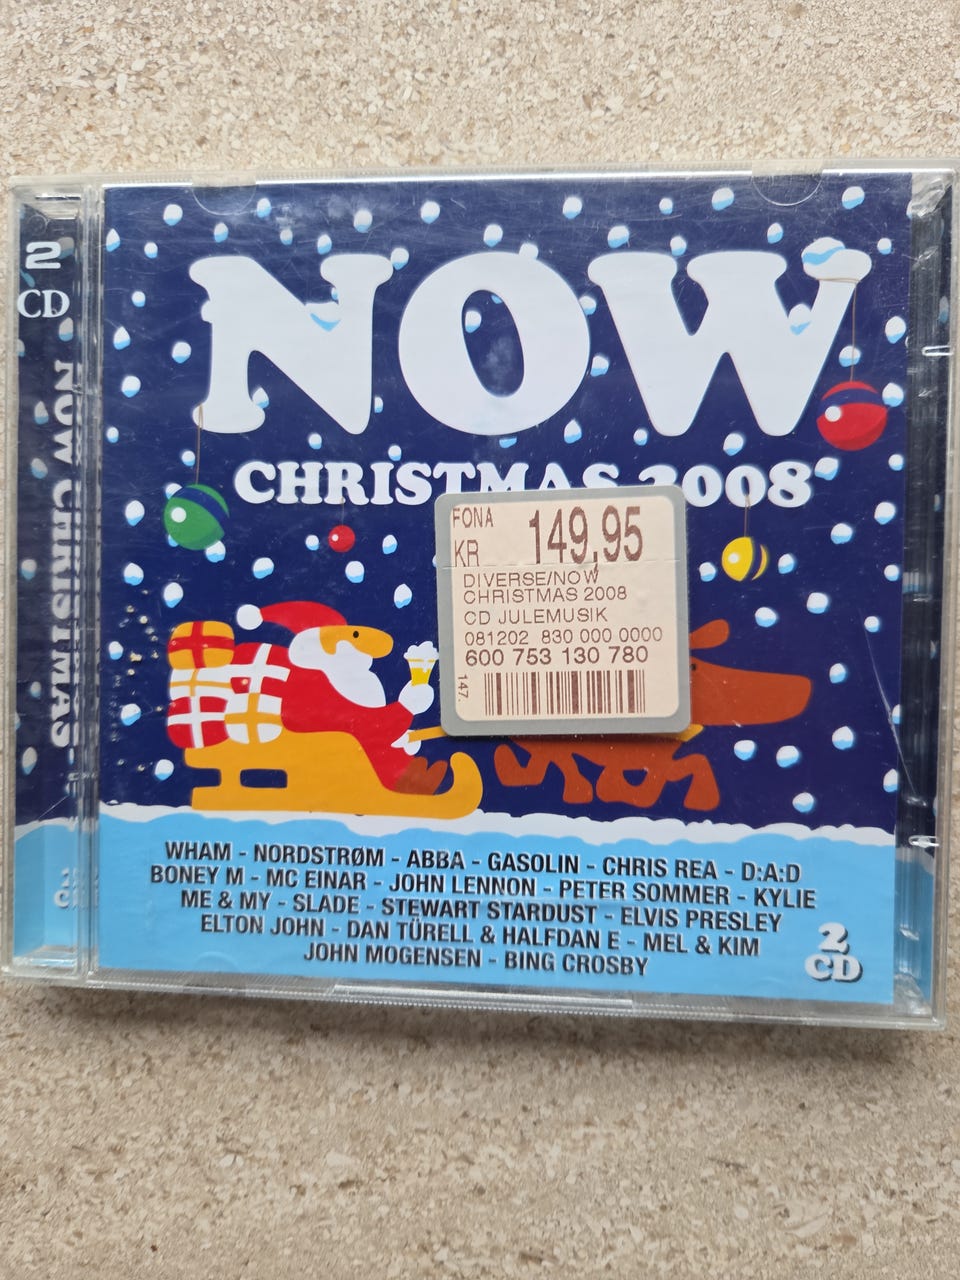 2
CD
NOW CHRISTMAS
NOW
CHRISTMAS 2008
FONA
KR 149,95
DIVERSE/NOW
CHRISTMAS 2008
CD JULEMUSIK
081202 830 000 0000
600 753 130 780
147.
WHAM - NORDSTRØM - ABBA - GASOLIN - CHRIS REA - D:A:D
BONEY M - MC EINAR - JOHN LENNON - PETER SOMMER - KYLIE
ME & MY - SLADE - STEWART STARDUST - ELVIS PRESLEY
ELTON JOHN - DAN TÜRELL & HALFDAN E - MEL & KIM
JOHN MOGENSEN - BING CROSBY
2
CD